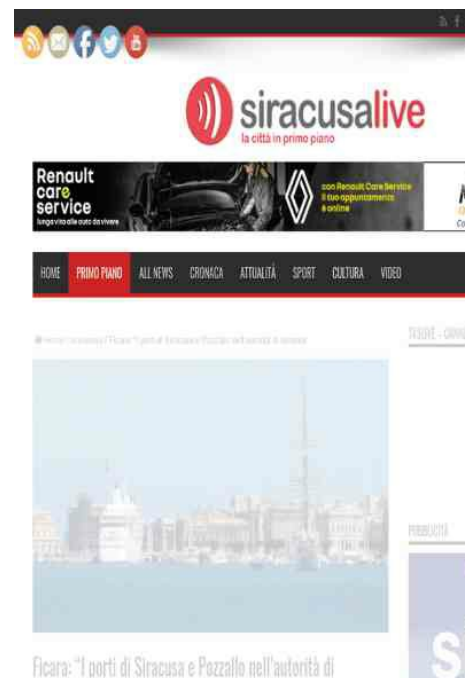 siracusalive
la città in primo piano
Renault
care
service
lunga vita alle auto da vivere
con Renault Care Service
il tuo appuntamento
è online
HOME PRIMO PIANO ALL NEWS CRONACA ATTUALITÀ SPORT CULTURA VIDEO
PUBBLICITÀ
Ficara: "I porti di Siracusa e Pozzallo nell'autorità di